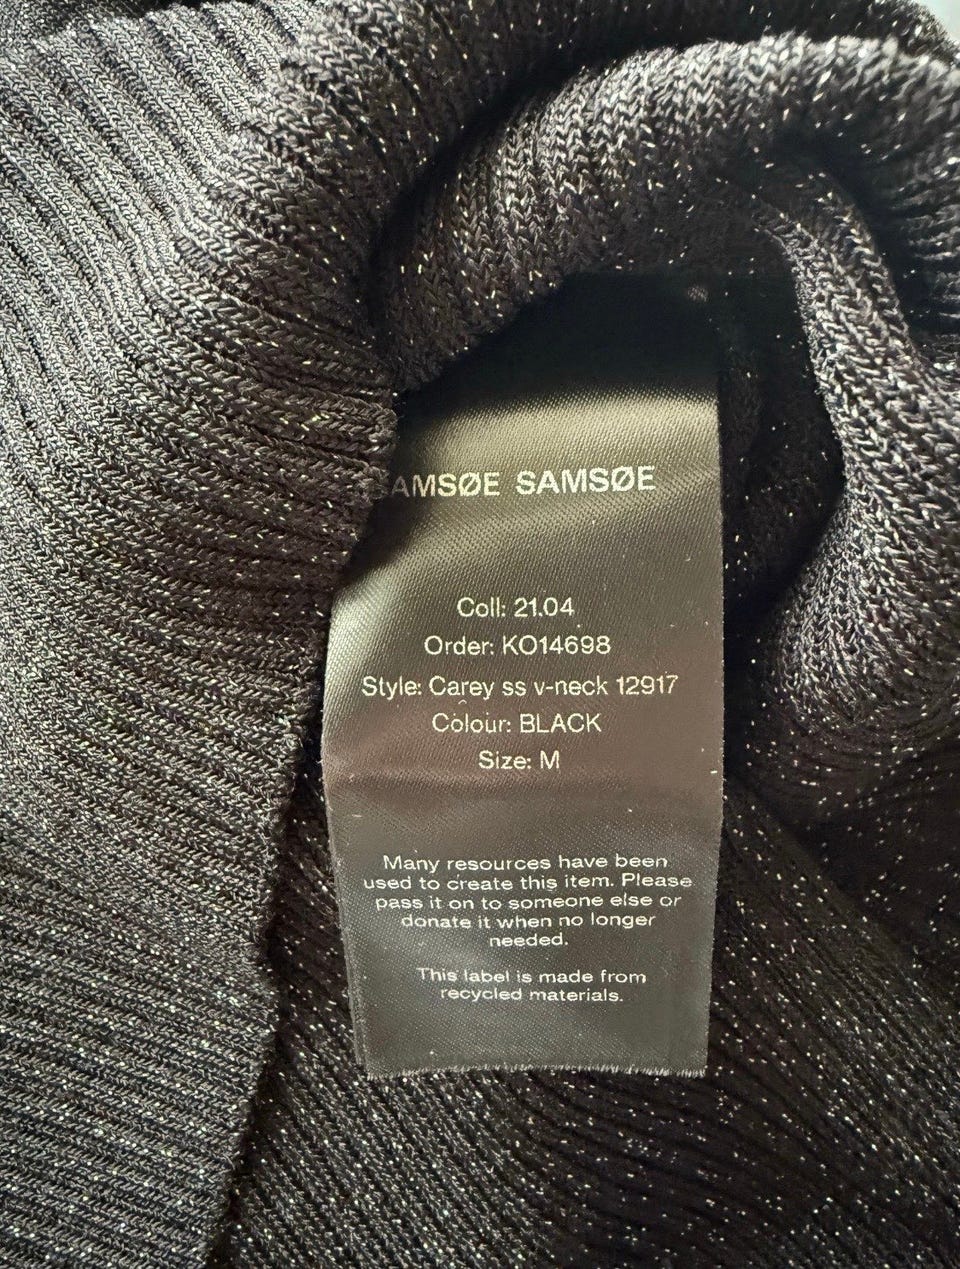 SAMSØE SAMSØE
Coll: 21.04
Order: KO14698
Style: Carey ss v-neck 12917
Colour: BLACK
Size: M
Many resources have been
used to create this item. Please
pass it on to someone else or
donate it when no longer
needed.
This label is made from
recycled materials.